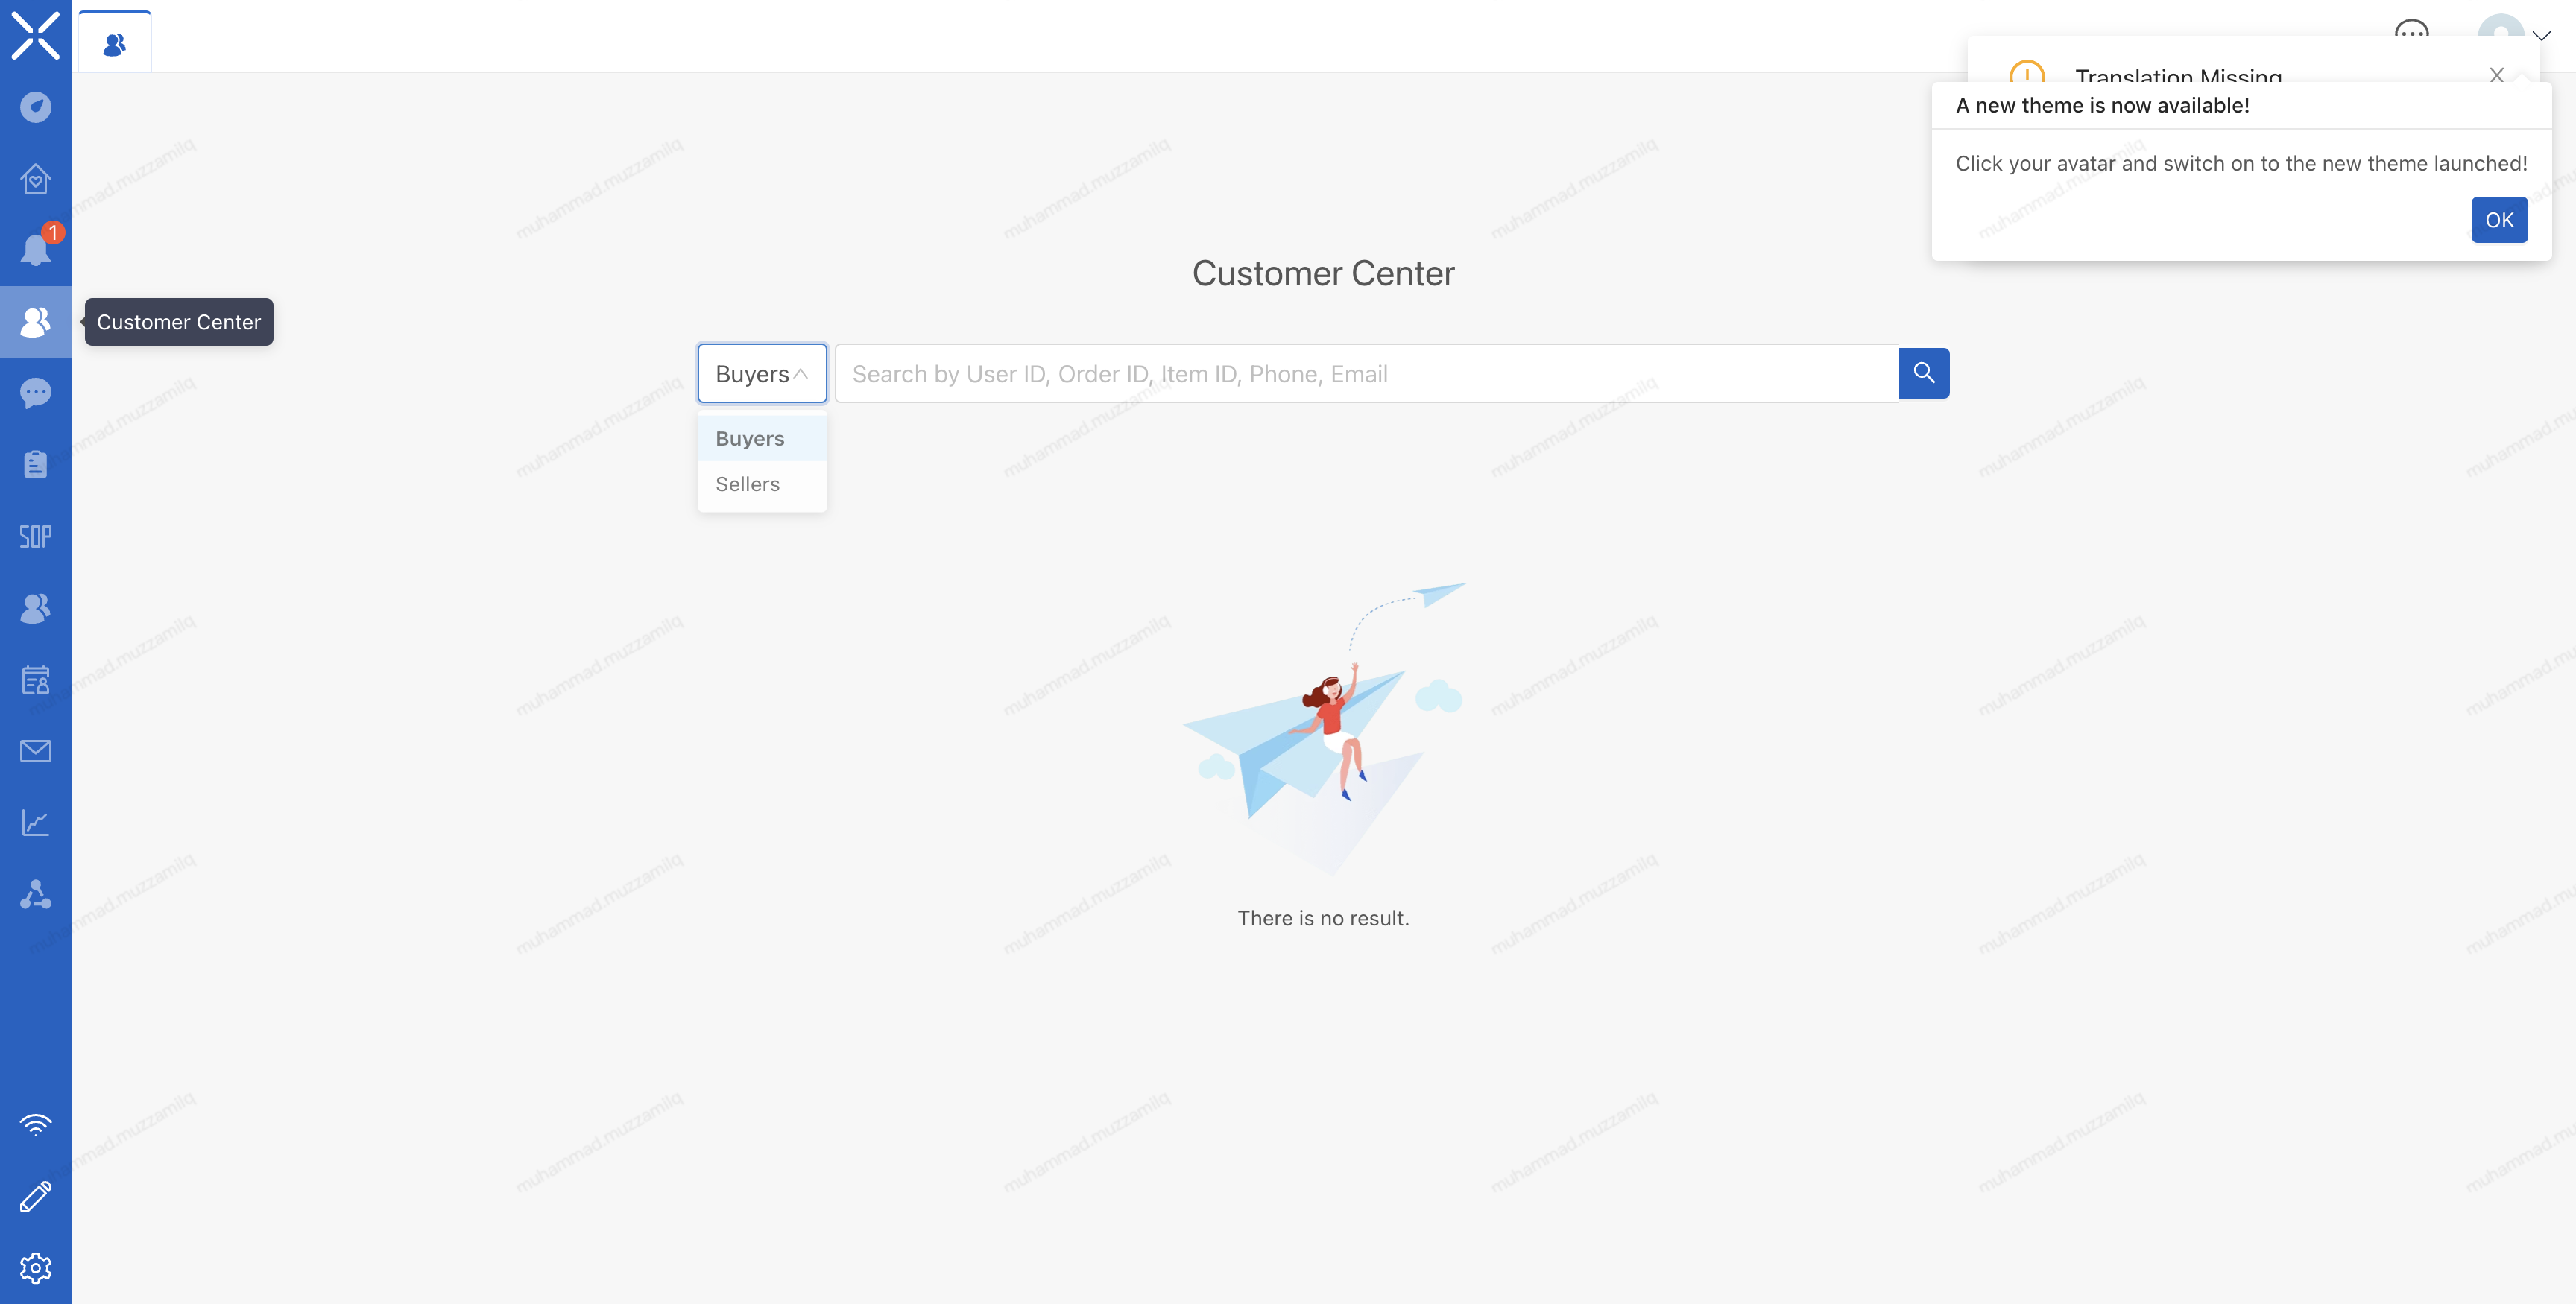 Translation Missing
A new theme is now available!
Click your avatar and switch on to the new theme launched!
OK
1
Customer Center
Customer Center
Buyers
Search by User ID, Order ID, Item ID, Phone, Email
Buyers
Sellers
SOP
There is no result.
muhammad.muzzamilq